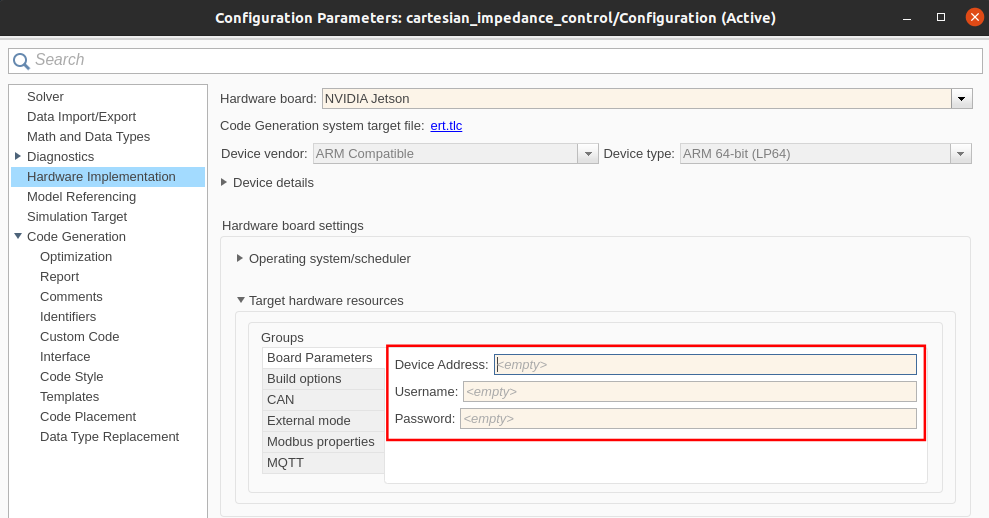 Configuration Parameters: cartesian_impedance_control/Configuration (Active)
Search
Solver
Data Import/Export
Math and Data Types
Diagnostics
Hardware Implementation
Model Referencing
Simulation Target
Code Generation
Optimization
Report
Comments
Identifiers
Custom Code
Interface
Code Style
Templates
Code Placement
Data Type Replacement
Hardware board: NVIDIA Jetson
Code Generation system target file: ert.tlc
Device vendor: ARM Compatible Device type: ARM 64-bit (LP64)
Device details
Hardware board settings
Operating system/scheduler
Target hardware resources
Groups
Board Parameters
Build options
CAN
External mode
Modbus properties
MQTT
Device Address: <empty>
Username: <empty>
Password: <empty>